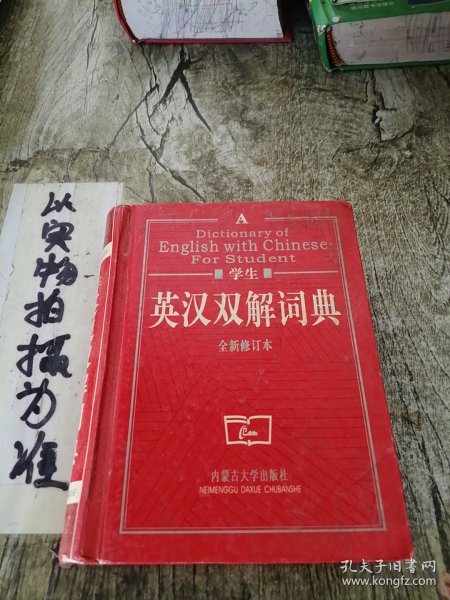 以实物拍摄为准
A
Dictionary of
English with Chinese
For Student
学生
英汉双解词典
全新修订本
内蒙古大学出版社
NEIMENGGU DAXUE CHUBANSHE
孔夫子旧书网
www.kongfz.com